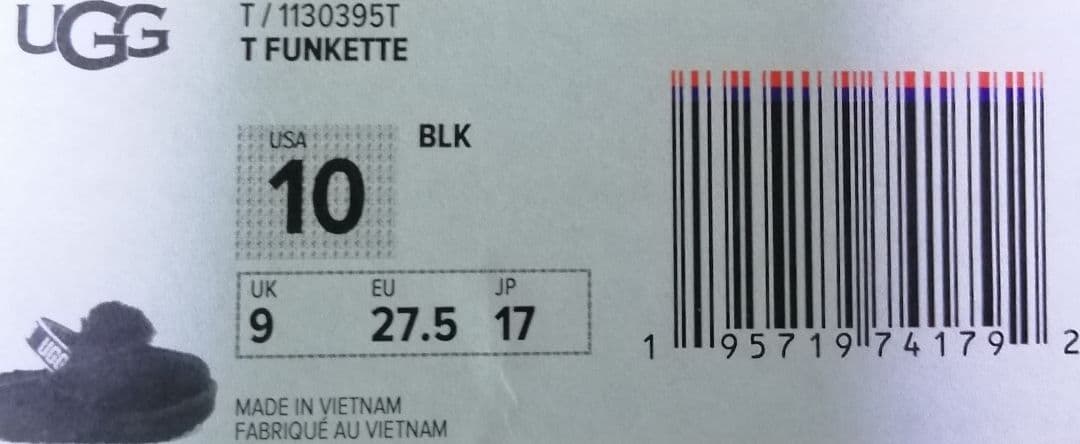 UGG
T / 1130395T
T FUNKETTE
USA
10
BLK
UK EU JP
9 27.5 17
UGG
MADE IN VIETNAM
FABRIQUÉ AU VIETNAM
1 95719 74179 2